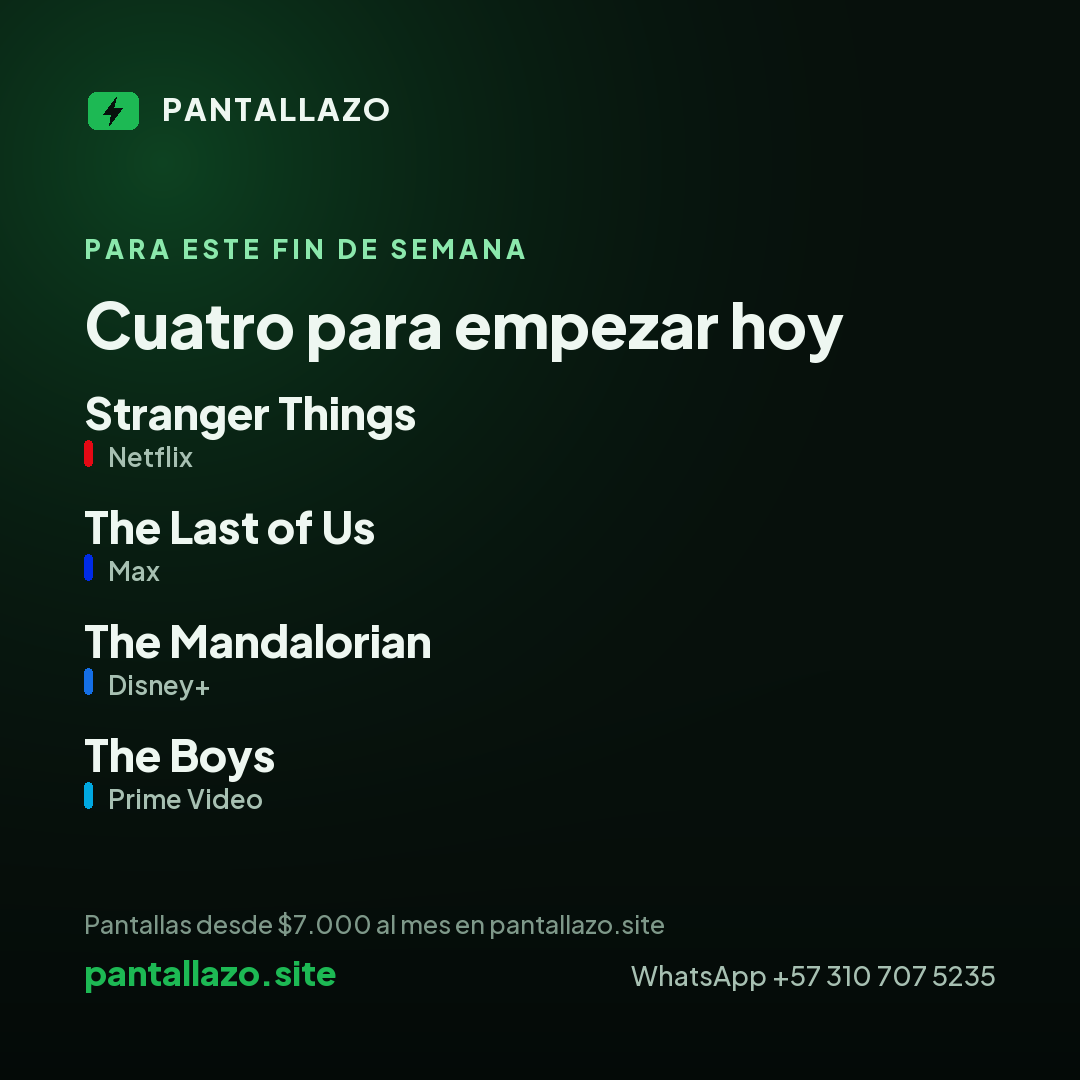 PANTALLAZO
PARA ESTE FIN DE SEMANA
Cuatro para empezar hoy
Stranger Things
Netflix
The Last of Us
Max
The Mandalorian
Disney+
The Boys
Prime Video
Pantallas desde $7.000 al mes en pantallazo.site
pantallazo.site
WhatsApp +57 310 707 5235